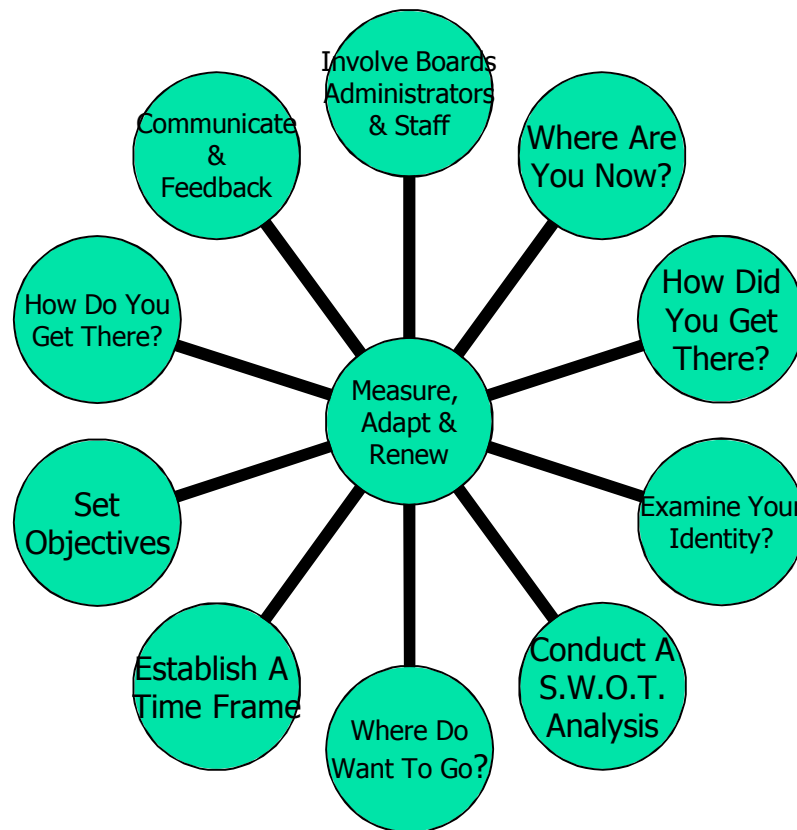 Involve Boards
Administrators
& Staff
Where Are
You Now?
How Did
You Get
There?
Examine Your
Identity?
Conduct A
S.W.O.T.
Analysis
Where Do
Want To Go?
Establish A
Time Frame
Set
Objectives
How Do You
Get There?
Communicate
&
Feedback
Measure,
Adapt &
Renew